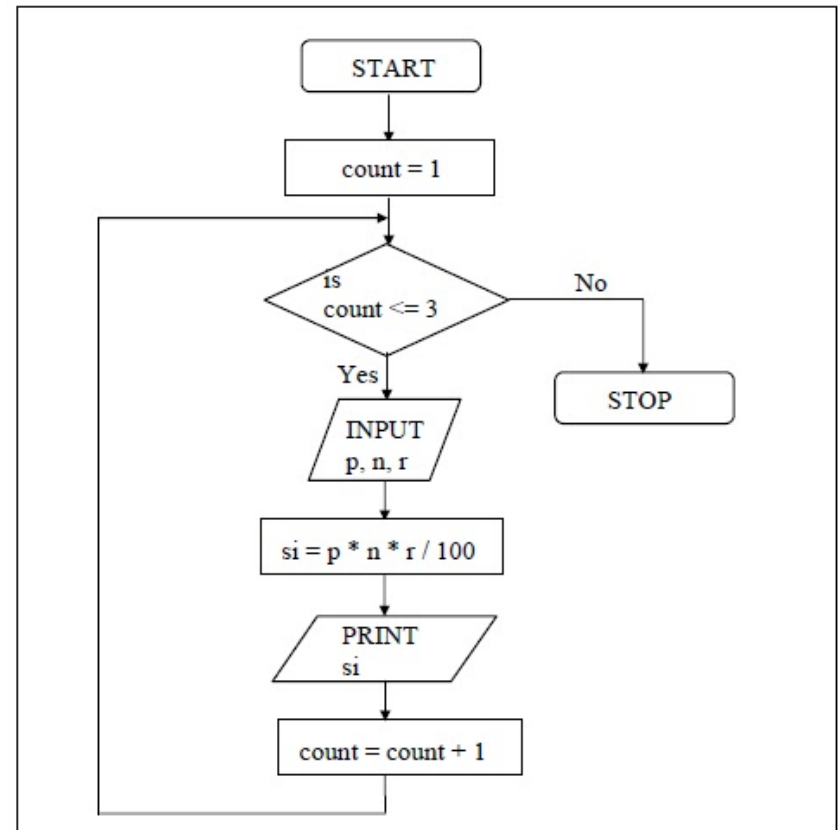 START
count = 1
is
count <= 3
No
Yes
STOP
INPUT
p, n, r
si = p * n * r / 100
PRINT
si
count = count + 1